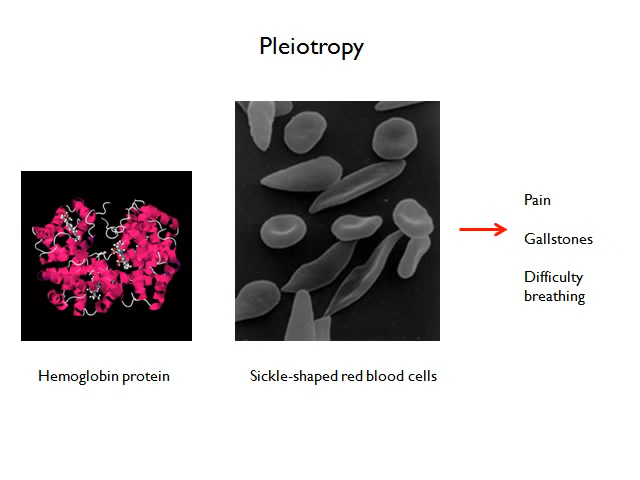 Pleiotropy
Pain
Gallstones
Difficulty
breathing
Hemoglobin protein
Sickle-shaped red blood cells